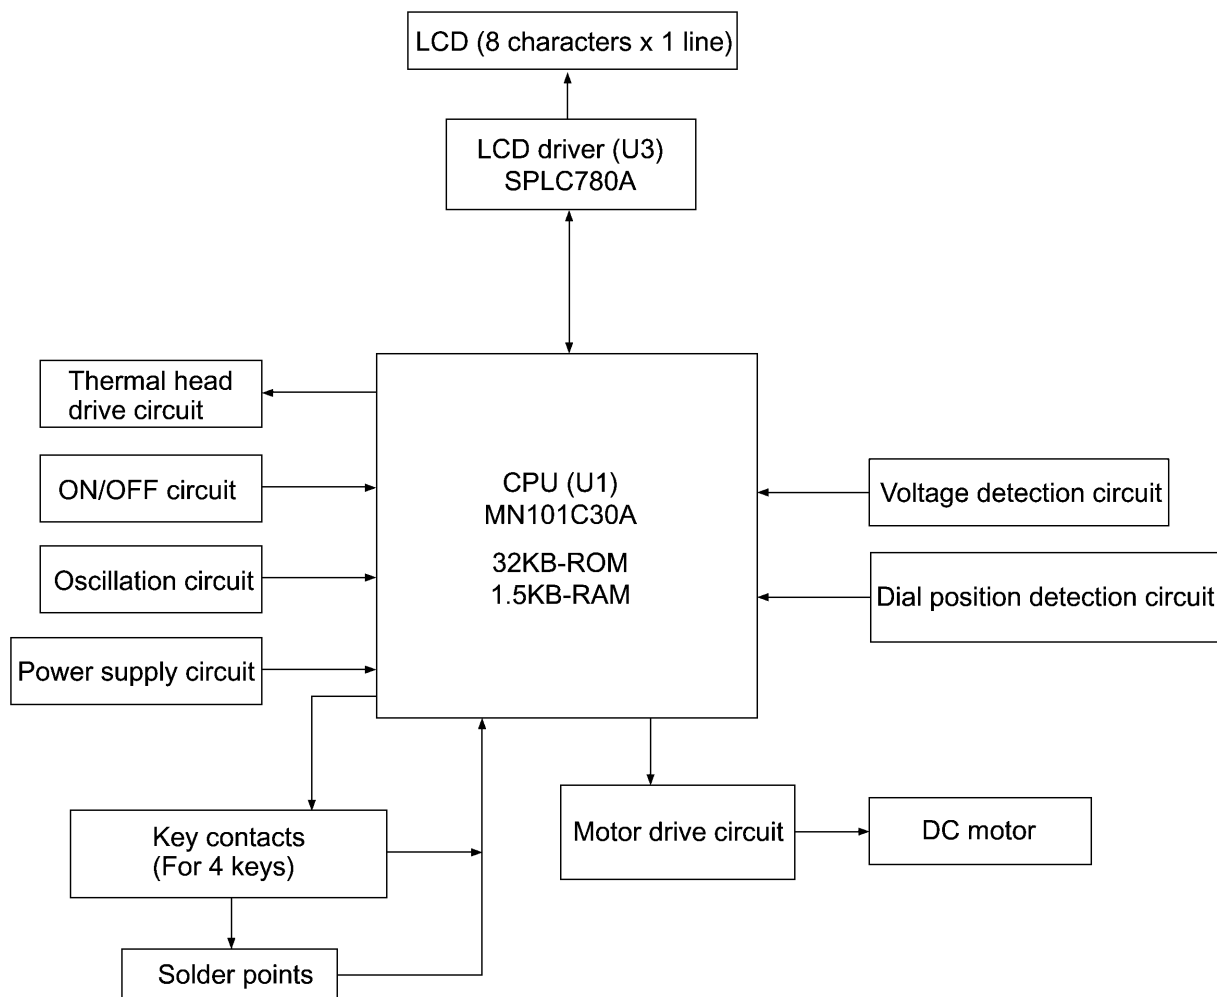 LCD (8 characters x 1 line)
LCD driver (U3)
SPLC780A
Thermal head
drive circuit
ON/OFF circuit
Oscillation circuit
Power supply circuit
CPU (U1)
MN101C30A
32KB-ROM
1.5KB-RAM
Voltage detection circuit
Dial position detection circuit
Key contacts
(For 4 keys)
Motor drive circuit
DC motor
Solder points